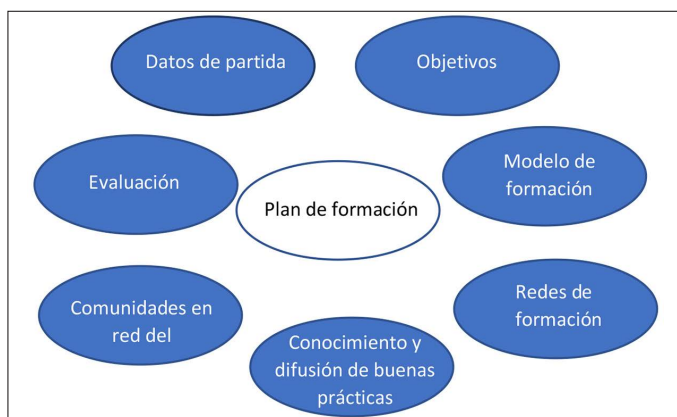 Datos de partida
Objetivos
Evaluación
Plan de formación
Modelo de
formación
Comunidades en
red del
Conocimiento y
difusión de buenas
prácticas
Redes de
formación